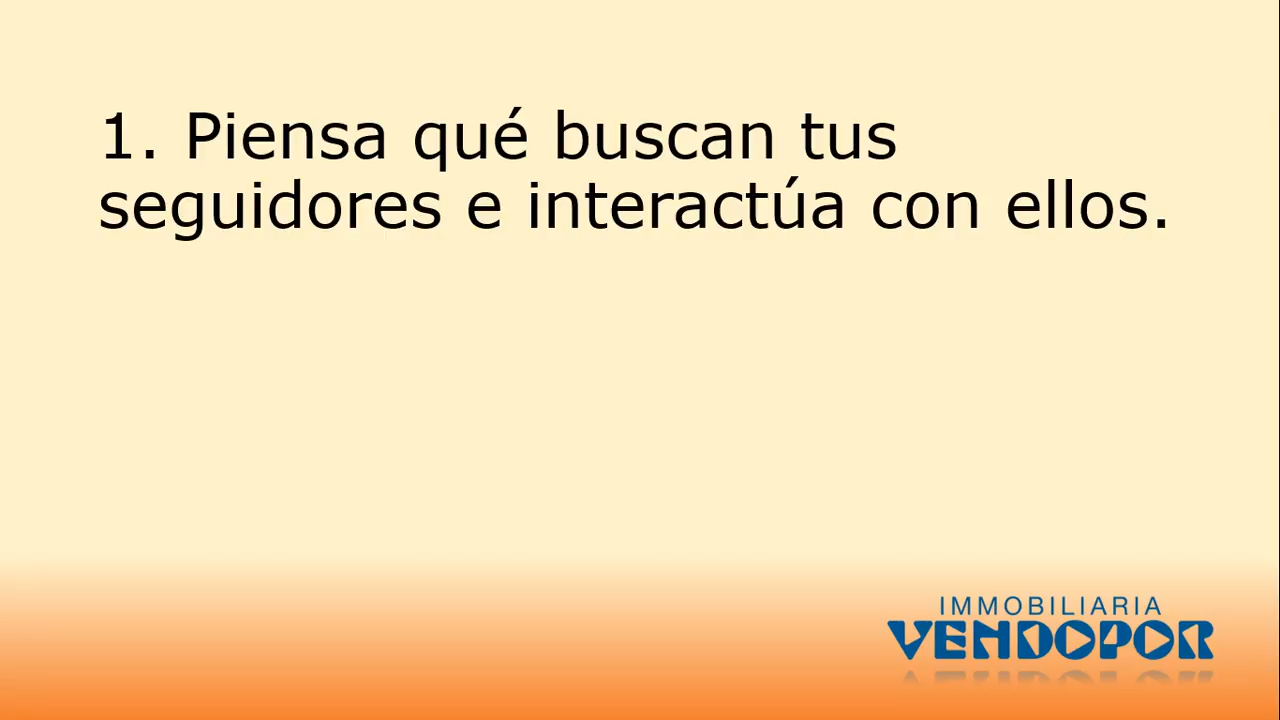 1. Piensa qué buscan tus
seguidores e interactúa con ellos.
IMMOBILIARIA
VENDOPOR